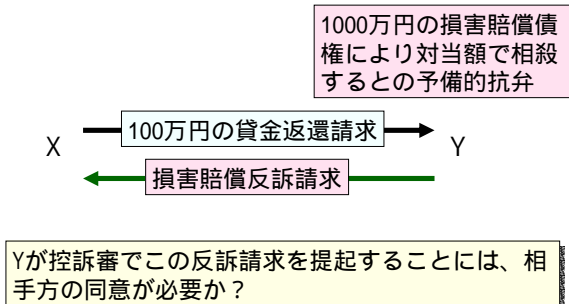 1000万円の損害賠償債
権により対当額で相殺
するとの予備的抗弁
100万円の貸金返還請求
X
Y
損害賠償反訴請求
Yが控訴審でこの反訴請求を提起することには、相
手方の同意が必要か?